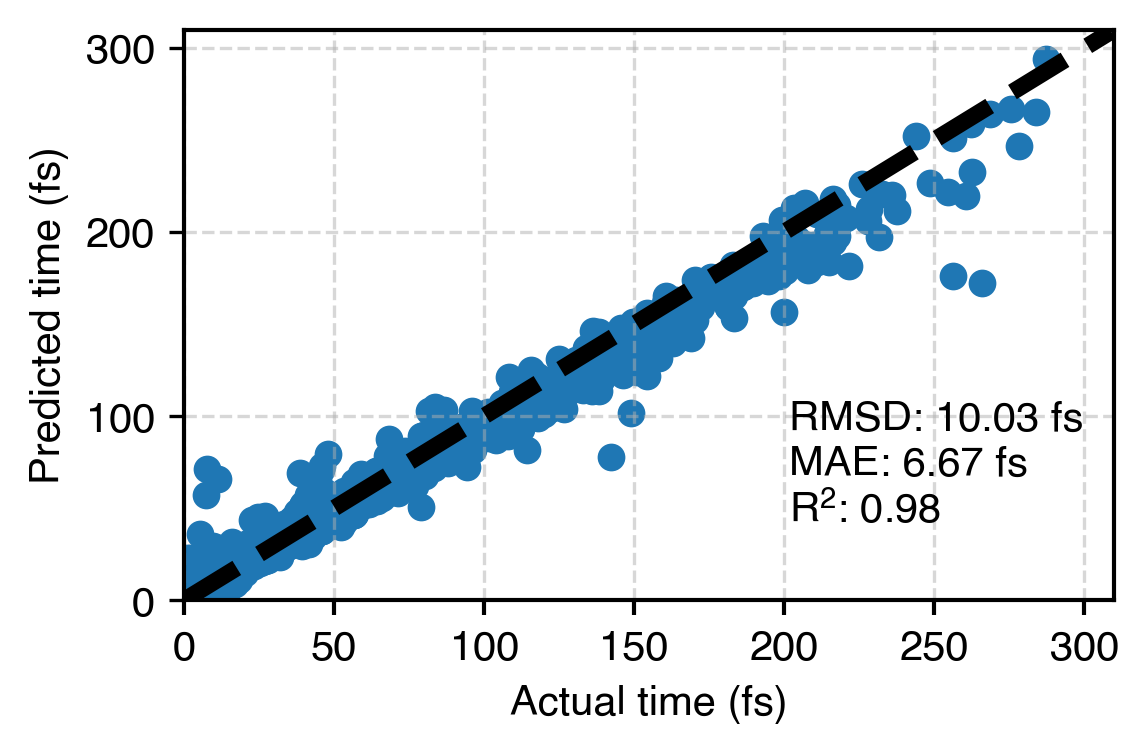 300
200
100
0
Predicted time (fs)
RMSD: 10.03 fs
MAE: 6.67 fs
R²: 0.98
0 50 100 150 200 250 300
Actual time (fs)